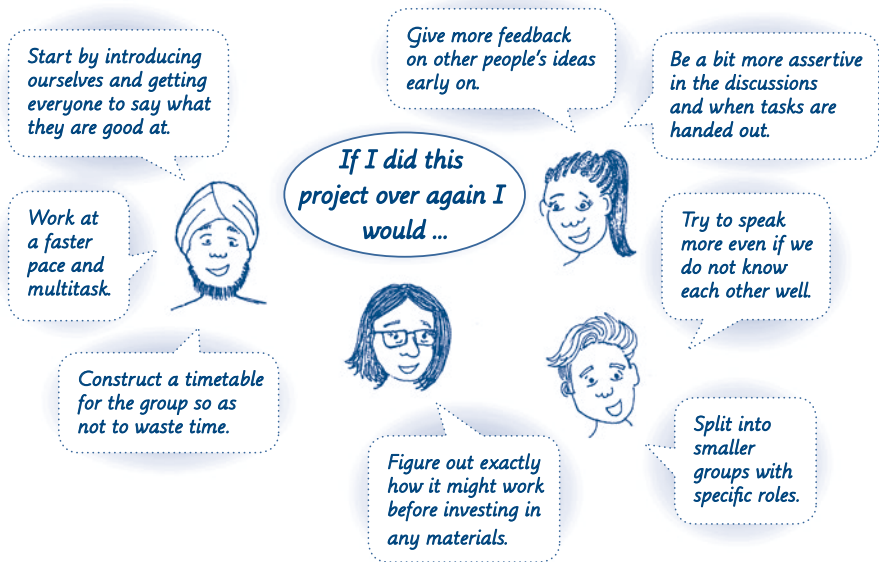 Start by introducing
ourselves and getting
everyone to say what
they are good at.
Give more feedback
on other people's ideas
early on.
Be a bit more assertive
in the discussions
and when tasks are
handed out.
If I did this
project over again I
would ...
Work at
a faster
pace and
multitask.
Try to speak
more even if we
do not know
each other well.
Construct a timetable
for the group so as
not to waste time.
Figure out exactly
how it might work
before investing in
any materials.
Split into
smaller
groups with
specific roles.